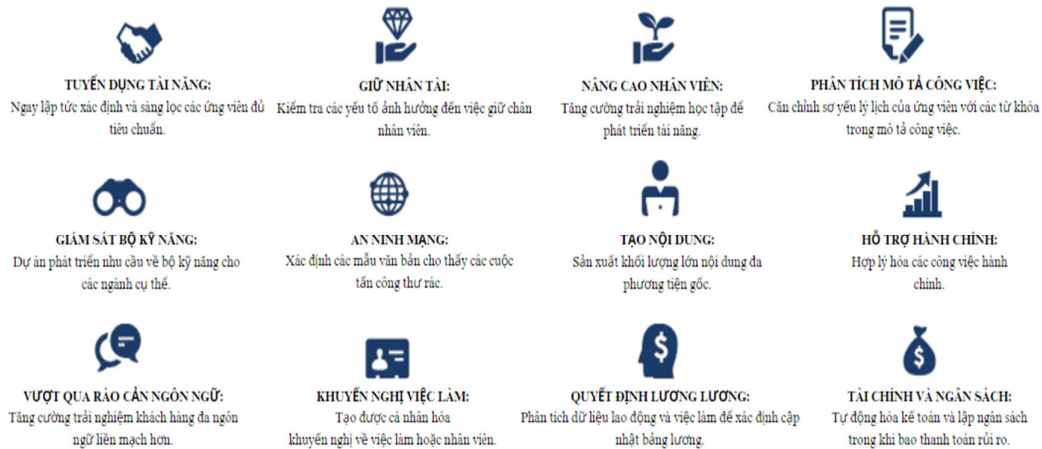 TUYỂN DỤNG TÀI NĂNG:
Ngay lập tức xác định và sàng lọc các ứng viên đủ
tiêu chuẩn.
GIỮ NHÂN TÀI:
Kiểm tra các yếu tố ảnh hưởng đến việc giữ chân
nhân viên.
NÂNG CAO NHÂN VIÊN:
Tăng cường trải nghiệm học tập để
phát triển tài năng.
PHÂN TÍCH MÔ TẢ CÔNG VIỆC:
Căn chỉnh sơ yếu lý lịch của ứng viên với các từ khóa
trong mô tả công việc.
GIÁM SÁT BỘ KỸ NĂNG:
Dự án phát triển nhu cầu về bộ kỹ năng cho
các ngành cụ thể.
AN NINH MẠNG:
Xác định các mẫu văn bản cho thấy các cuộc
tấn công thư rác.
TẠO NỘI DUNG:
Sản xuất khối lượng lớn nội dung đa
phương tiện gốc.
HỖ TRỢ HÀNH CHÍNH:
Hợp lý hóa các công việc hành
chính.
VƯỢT QUA RÀO CẢN NGÔN NGỮ:
Tăng cường trải nghiệm khách hàng đa ngôn
ngữ liền mạch hơn.
KHUYẾN NGHỊ VIỆC LÀM:
Tạo được cá nhân hóa
khuyến nghị về việc làm hoặc nhân viên.
QUYẾT ĐỊNH LƯƠNG LƯƠNG:
Phân tích dữ liệu lao động và việc làm để xác định cập
nhật bảng lương.
TÀI CHÍNH VÀ NGÂN SÁCH:
Tự động hóa kế toán và lập ngân sách
trong khi bao thanh toán rủi ro.